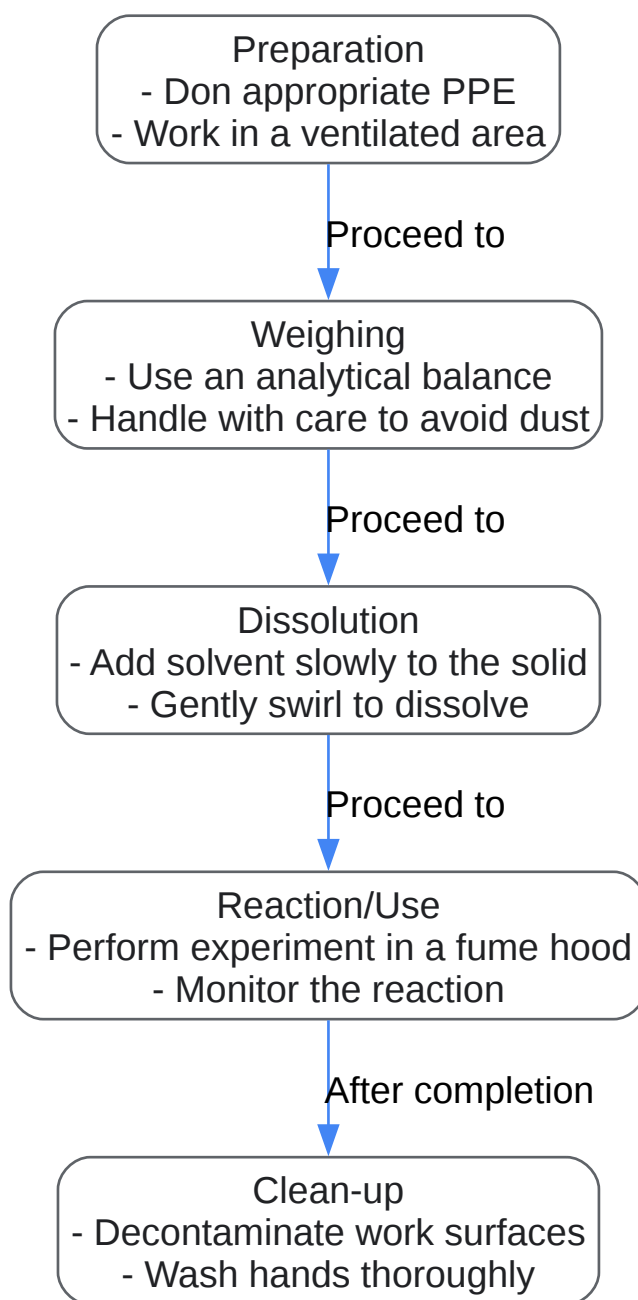 Preparation
- Don appropriate PPE
- Work in a ventilated area
Proceed to
Weighing
- Use an analytical balance
- Handle with care to avoid dust
Proceed to
Dissolution
- Add solvent slowly to the solid
- Gently swirl to dissolve
Proceed to
Reaction/Use
- Perform experiment in a fume hood
- Monitor the reaction
After completion
Clean-up
- Decontaminate work surfaces
- Wash hands thoroughly